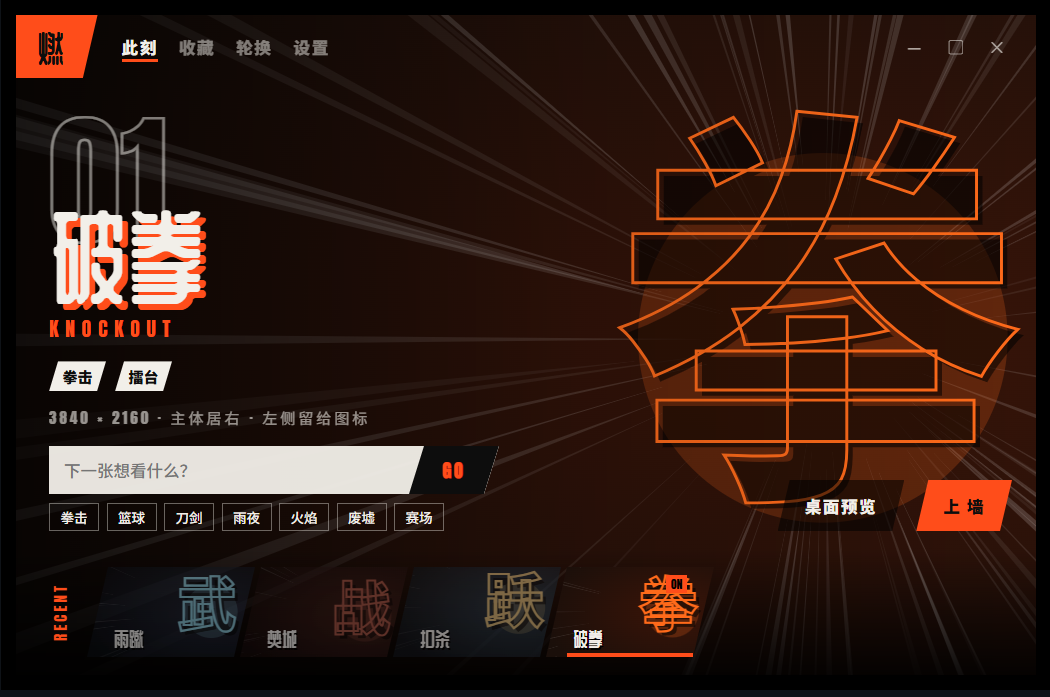 燃
此刻 收藏 轮换 设置
01
破拳
KNOCKOUT
拳击 擂台
3840 × 2160 · 主体居右 · 左侧留给图标
下一张想看什么？ GO
拳击 篮球 刀剑 雨夜 火焰 废墟 赛场
拳
桌面预览 上 墙
RECENT
武 战 跃 拳
ON
雨巷 英城 扣杀 破拳